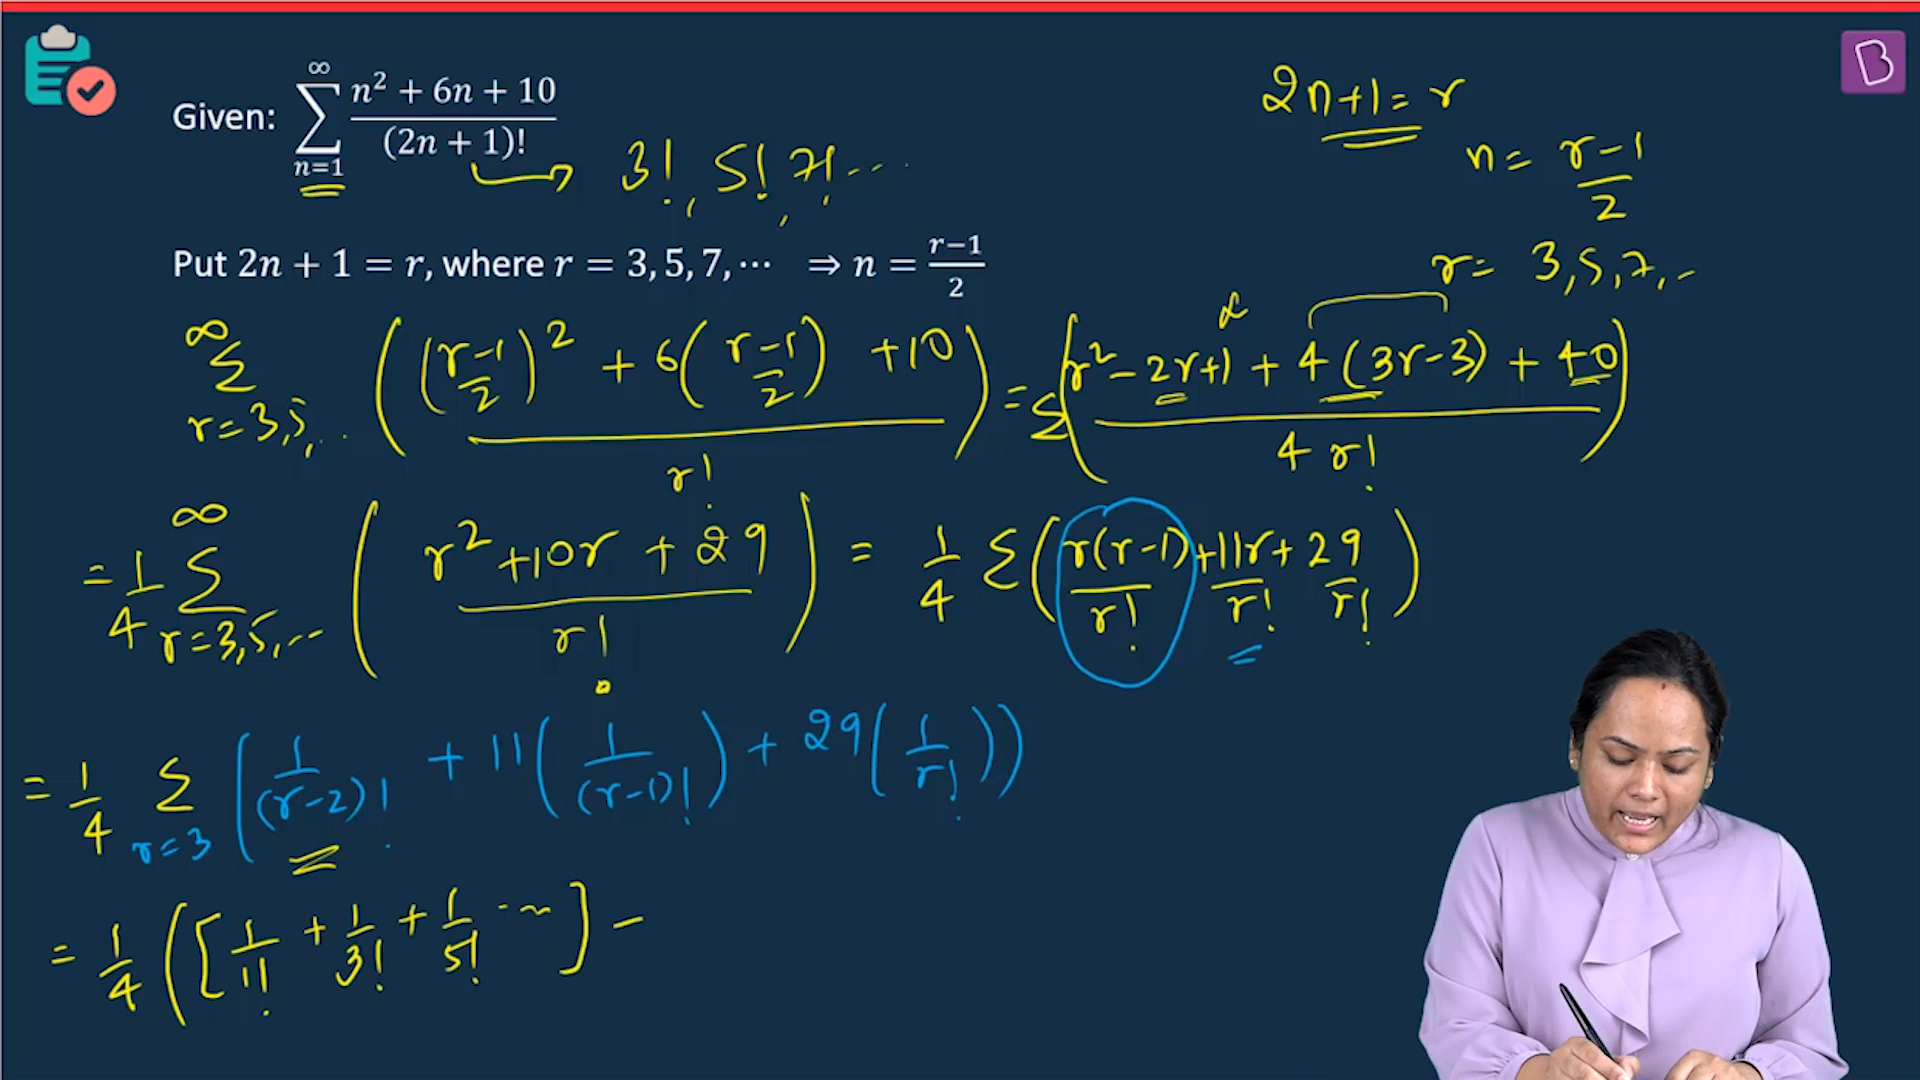 Given: ∞ ∑ n=1 (n² + 6n + 10)/(2n + 1)! → 3!, 5!, 7! ...
2n+1 = r
n = (r-1)/2
r = 3,5,7,..
Put 2n + 1 = r, where r = 3, 5, 7, ⋯ ⇒ n = (r−1)/2
∞ Σ r=3,5,.. (((r-1)/2)² + 6((r-1)/2) + 10)/r! = Σ((r² - 2r+1 + 4(3r-3) + 40)/4 r!)
2
= 1/4 ∞ Σ r=3,5,... ((r² + 10r + 29)/r!) = 1/4 Σ(r(r-1)/r! + 11r/r! + 29/r!)
= 1/4 Σ r=3 (1/(r-2)! + 11(1/(r-1)!) + 29(1/r!))
= 1/4 ([1/1! + 1/3! + 1/5! ...] -
B